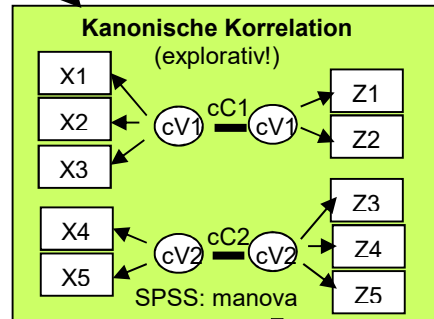 Kanonische Korrelation
(explorativ!)
X1
X2
X3
cV1
cC1
cV1
Z1
Z2
X4
X5
cV2
cC2
cV2
Z3
Z4
Z5
SPSS: manova